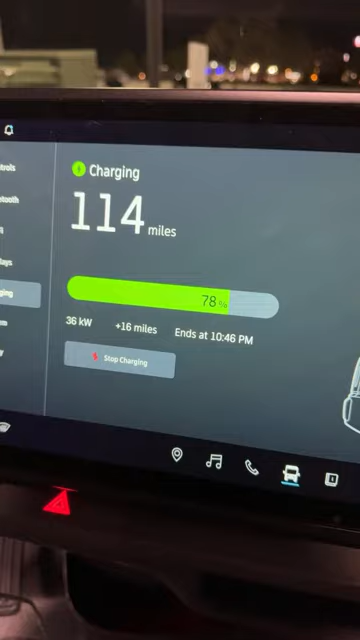 Charging
114 miles
78 %
36 kW +16 miles Ends at 10:46 PM
Stop Charging